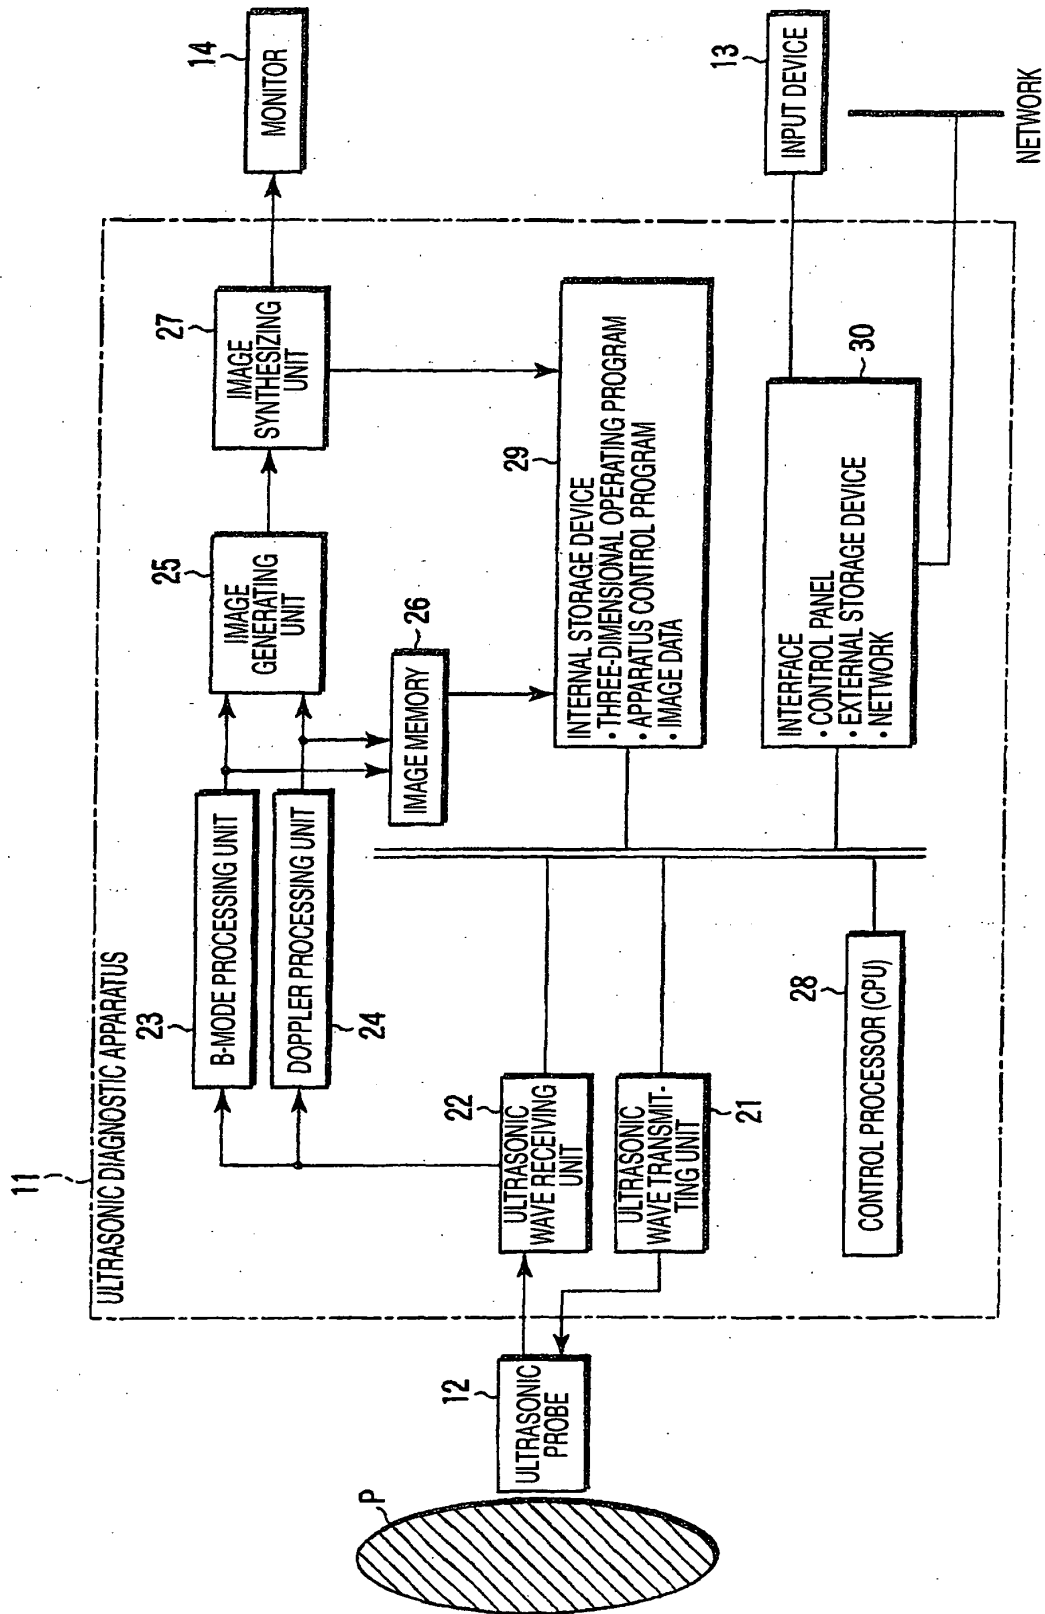 11
ULTRASONIC DIAGNOSTIC APPARATUS
P
12
ULTRASONIC
PROBE
22
ULTRASONIC
WAVE RECEIVING
UNIT
21
ULTRASONIC
WAVE TRANSMIT-
TING UNIT
23
B-MODE PROCESSING UNIT
24
DOPPLER PROCESSING UNIT
25
IMAGE
GENERATING
UNIT
26
IMAGE MEMORY
27
IMAGE
SYNTHESIZING
UNIT
14
MONITOR
28
CONTROL PROCESSOR (CPU)
29
INTERNAL STORAGE DEVICE
• THREE-DIMENSIONAL OPERATING PROGRAM
• APPARATUS CONTROL PROGRAM
• IMAGE DATA
30
INTERFACE
• CONTROL PANEL
• EXTERNAL STORAGE DEVICE
• NETWORK
13
INPUT DEVICE
NETWORK